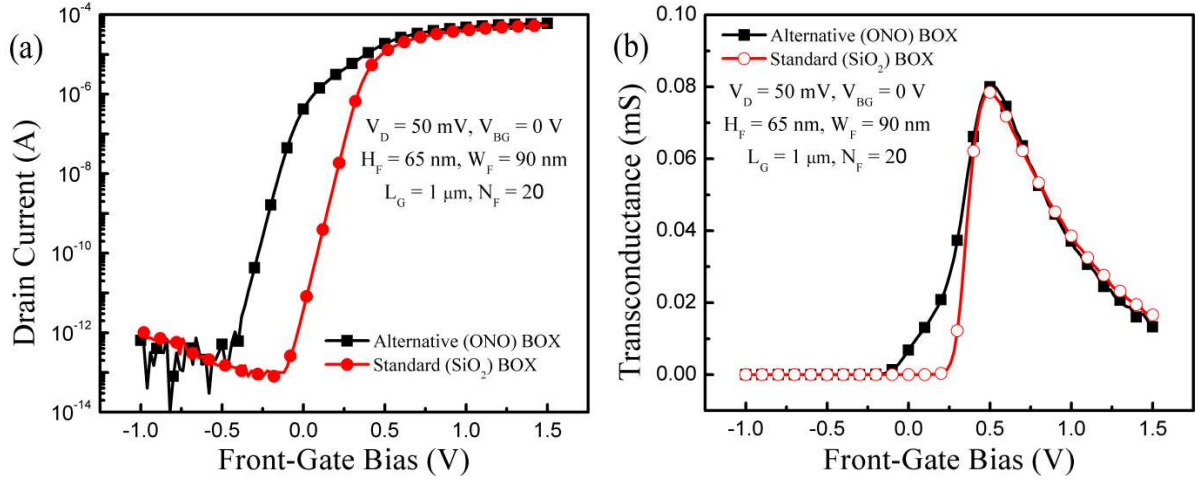 (a)
Drain Current (A)
10⁻⁴
10⁻⁶
10⁻⁸
10⁻¹⁰
10⁻¹²
10⁻¹⁴
V_D = 50 mV, V_BG = 0 V
H_F = 65 nm, W_F = 90 nm
L_G = 1 μm, N_F = 20
Alternative (ONO) BOX
Standard (SiO₂) BOX
-1.0 -0.5 0.0 0.5 1.0 1.5
Front-Gate Bias (V)
(b)
Transconductance (mS)
0.10
0.08
0.06
0.04
0.02
0.00
Alternative (ONO) BOX
Standard (SiO₂) BOX
V_D = 50 mV, V_BG = 0 V
H_F = 65 nm, W_F = 90 nm
L_G = 1 μm, N_F = 20
-1.0 -0.5 0.0 0.5 1.0 1.5
Front-Gate Bias (V)